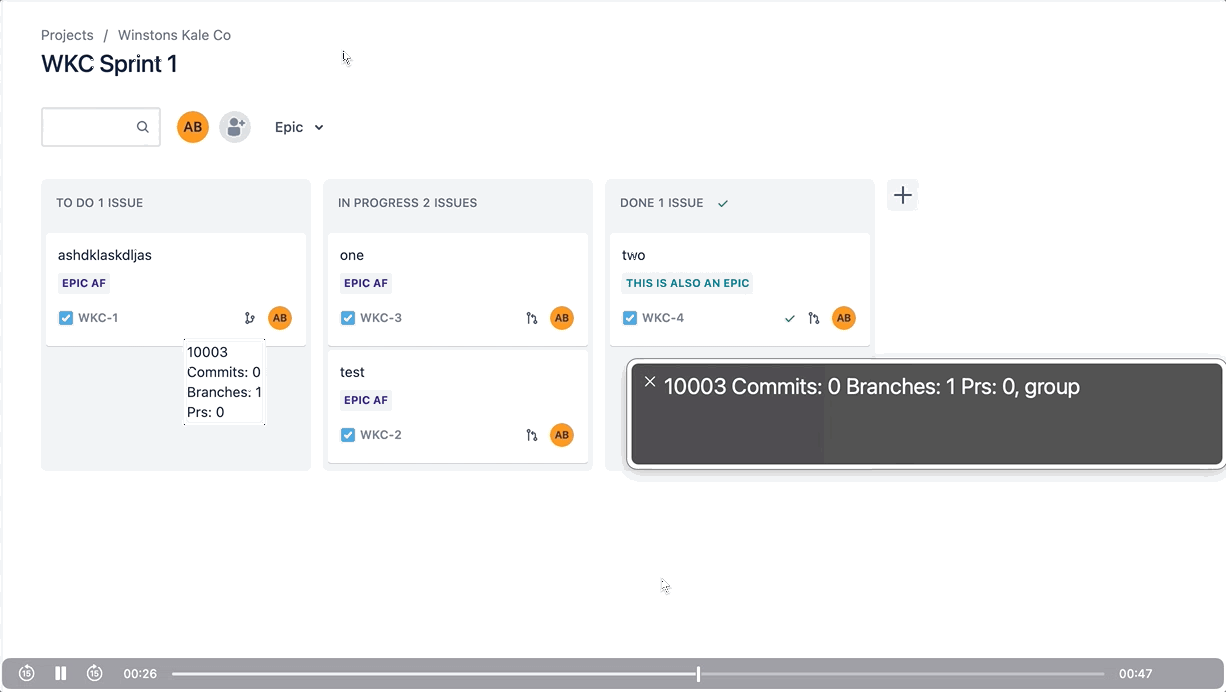 Projects / Winstons Kale Co
WKC Sprint 1
AB
Epic
TO DO 1 ISSUE
ashdklaskdljas
EPIC AF
WKC-1
AB
10003
Commits: 0
Branches: 1
Prs: 0
IN PROGRESS 2 ISSUES
one
EPIC AF
WKC-3
AB
test
EPIC AF
WKC-2
AB
DONE 1 ISSUE
two
THIS IS ALSO AN EPIC
WKC-4
AB
10003 Commits: 0 Branches: 1 Prs: 0, group
15
15
00:26
00:47